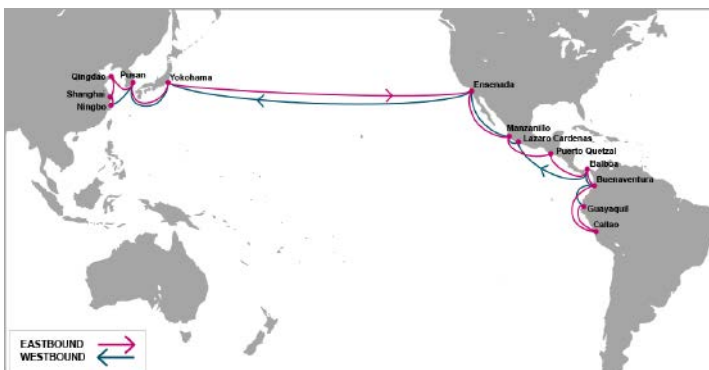 Qingdao
Pusan
Yokohama
Shanghai
Ningbo
Ensenada
Manzanillo
Lazaro Cardenas
Puerto Quetzal
Balboa
Buenaventura
Guayaquil
Callao
EASTBOUND
WESTBOUND